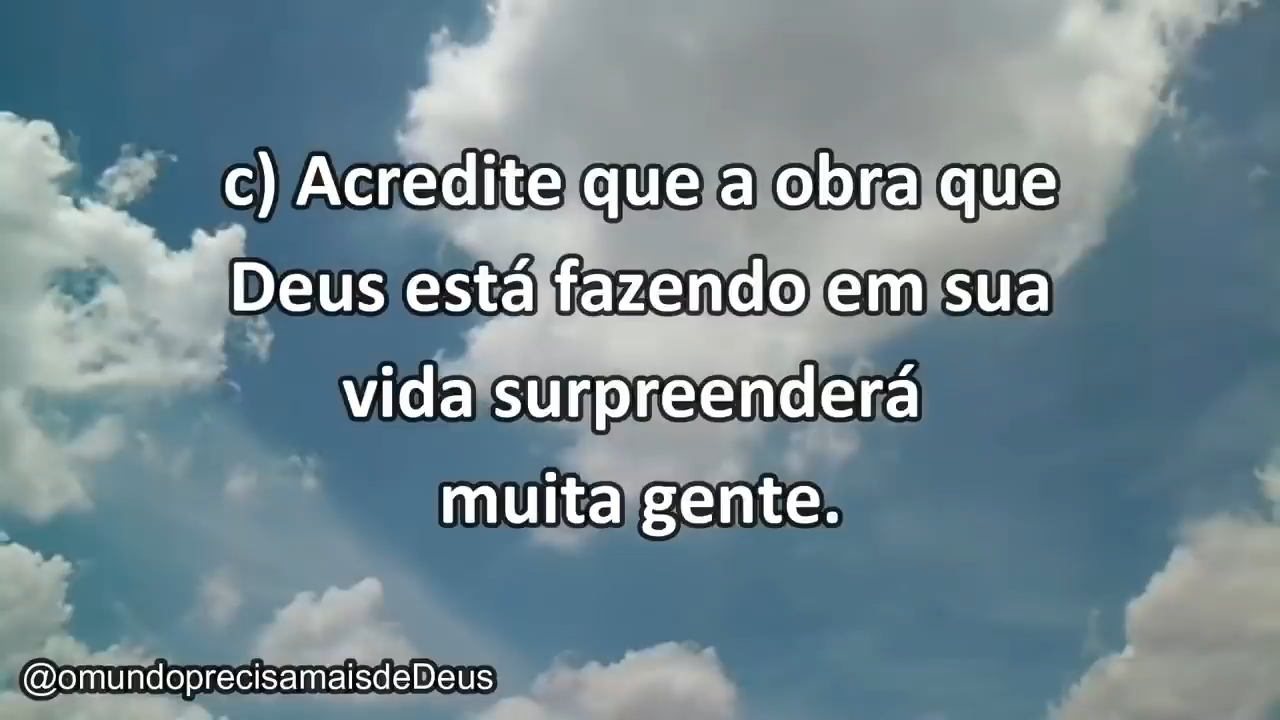 c) Acredite que a obra que
Deus está fazendo em sua
vida surpreenderá
muita gente.
@omundoprecisamaisdeDeus